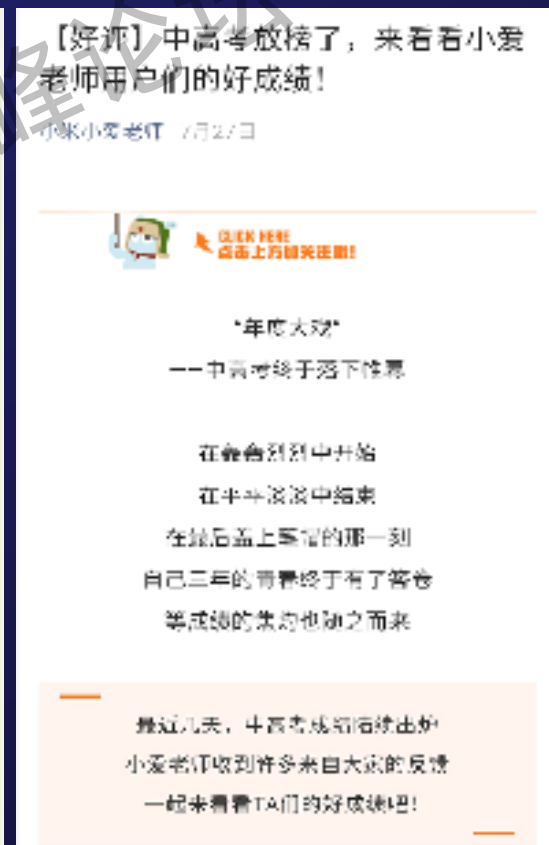 【好评】中高考放榜了，来看看小爱
老师用户们的好成绩！
小米小爱老师 7月27日
CLICK HERE
点击上方加关注哦！
"年度大戏"
——中高考终于落下帷幕
在轰轰烈烈中开始
在平平淡淡中结束
在最后盖上笔帽的那一刻
自己三年的青春终于有了答卷
等成绩的焦灼也随之而来
最近几天，中高考成绩陆续出炉
小爱老师收到许多来自大家的反馈
一起来看看TA们的好成绩吧！